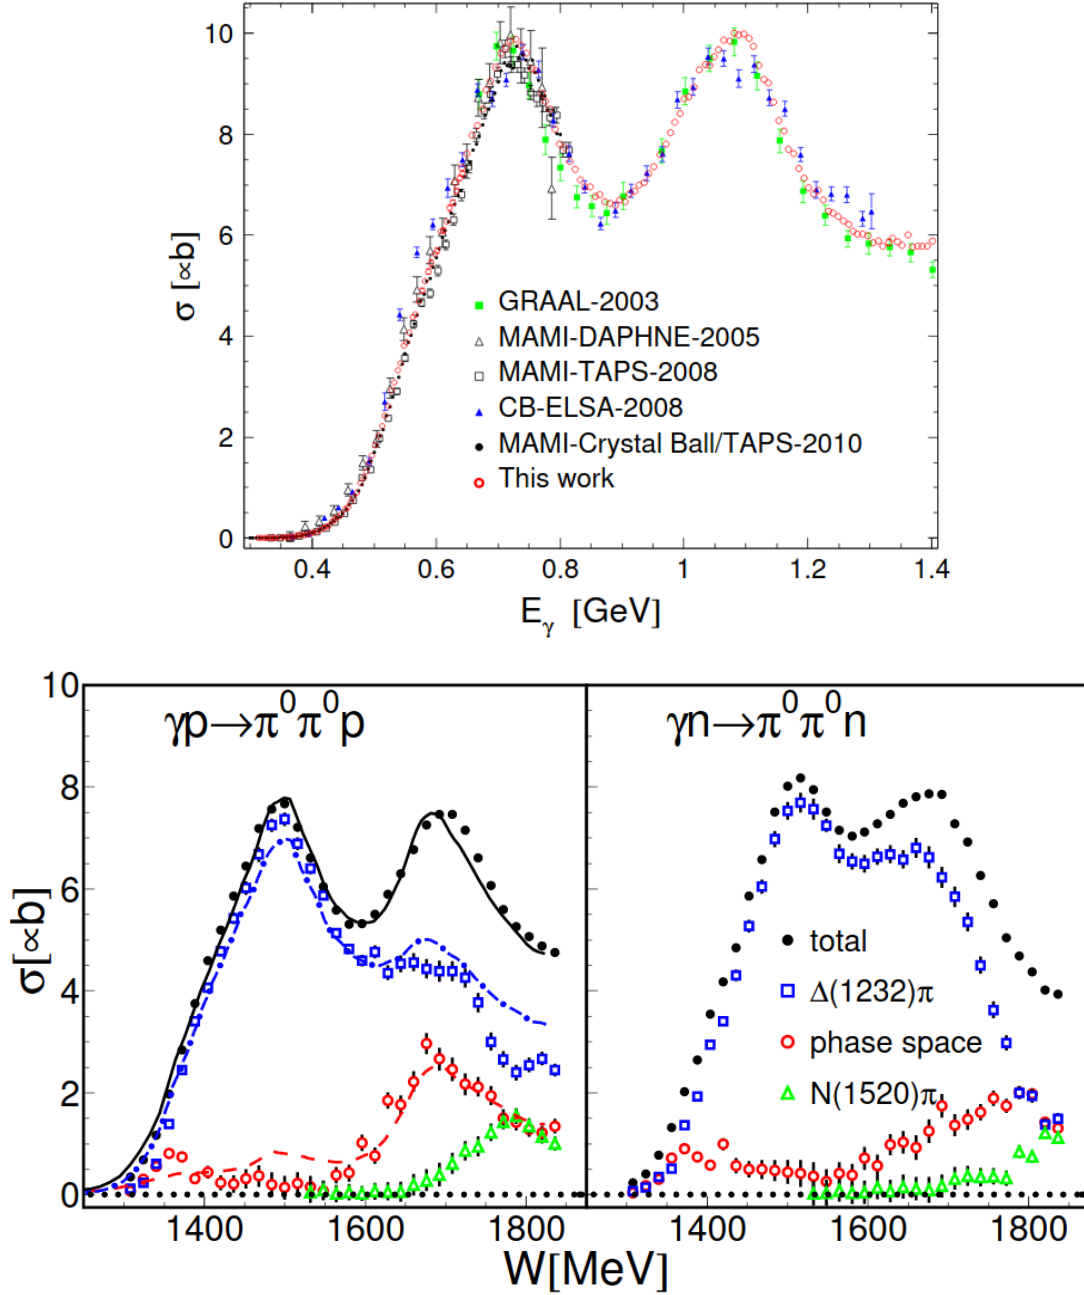 10
8
6
4
2
0
σ [∝b]
GRAAL-2003
MAMI-DAPHNE-2005
MAMI-TAPS-2008
CB-ELSA-2008
MAMI-Crystal Ball/TAPS-2010
This work
0.4 0.6 0.8 1 1.2 1.4
Eγ [GeV]
10
8
6
4
2
0
σ[∝b]
γp→π⁰π⁰p
γn→π⁰π⁰n
total
Δ(1232)π
phase space
N(1520)π
1400 1600 1800 1400 1600 1800
W[MeV]